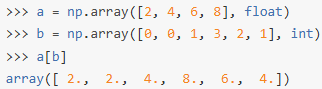 >>> a = np.array([2, 4, 6, 8], float)
>>> b = np.array([0, 0, 1, 3, 2, 1], int)
>>> a[b]
array([ 2.,  2.,  4.,  8.,  6.,  4.])